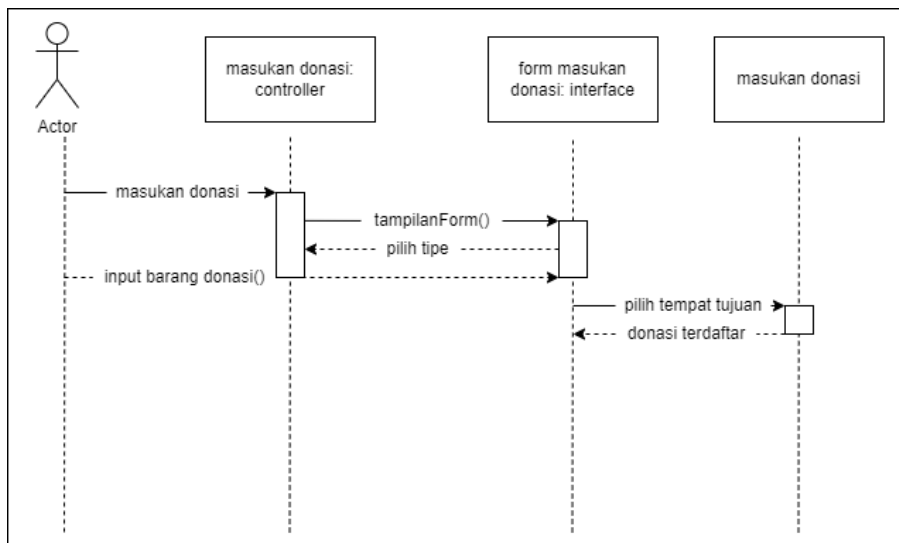 masukan donasi:
controller
form masukan
donasi: interface
masukan donasi
Actor
masukan donasi
tampilanForm()
pilih tipe
input barang donasi()
pilih tempat tujuan
donasi terdaftar